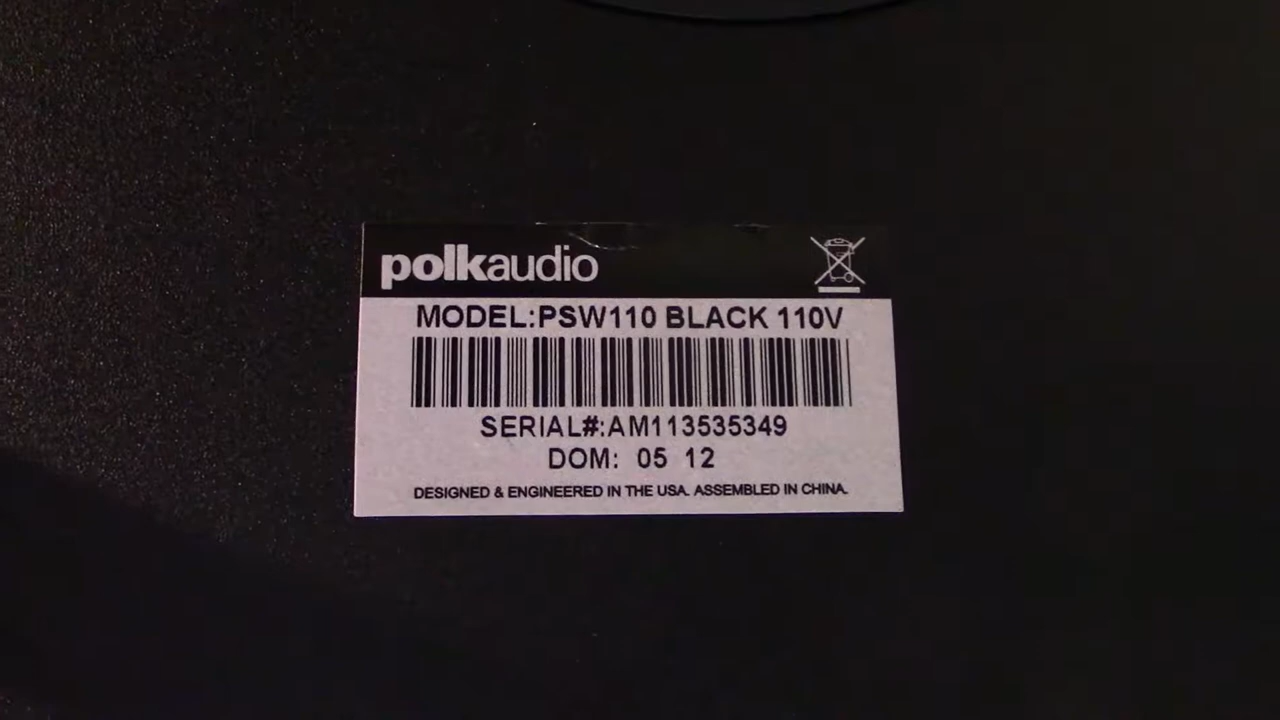 polkaudio
MODEL:PSW110 BLACK 110V
SERIAL#:AM113535349
DOM: 05 12
DESIGNED & ENGINEERED IN THE USA. ASSEMBLED IN CHINA.